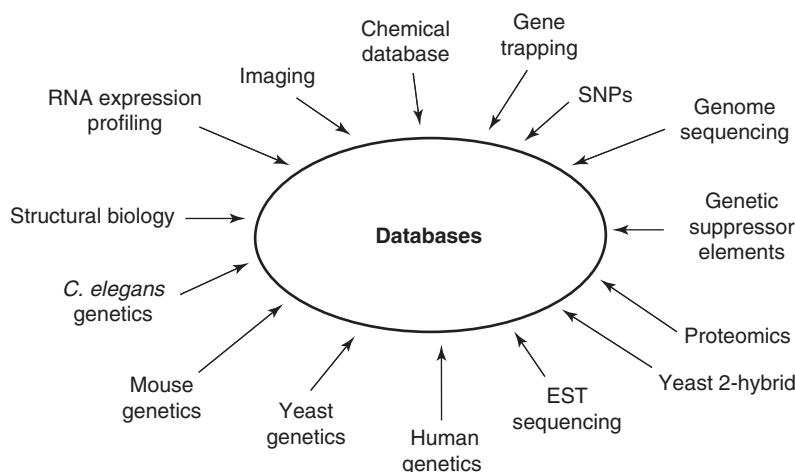 Chemical
database
Gene
trapping
Imaging
SNPs
RNA expression
profiling
Genome
sequencing
Structural biology
Databases
Genetic
suppressor
elements
C. elegans
genetics
Proteomics
Mouse
genetics
Yeast
genetics
Human
genetics
EST
sequencing
Yeast 2-hybrid